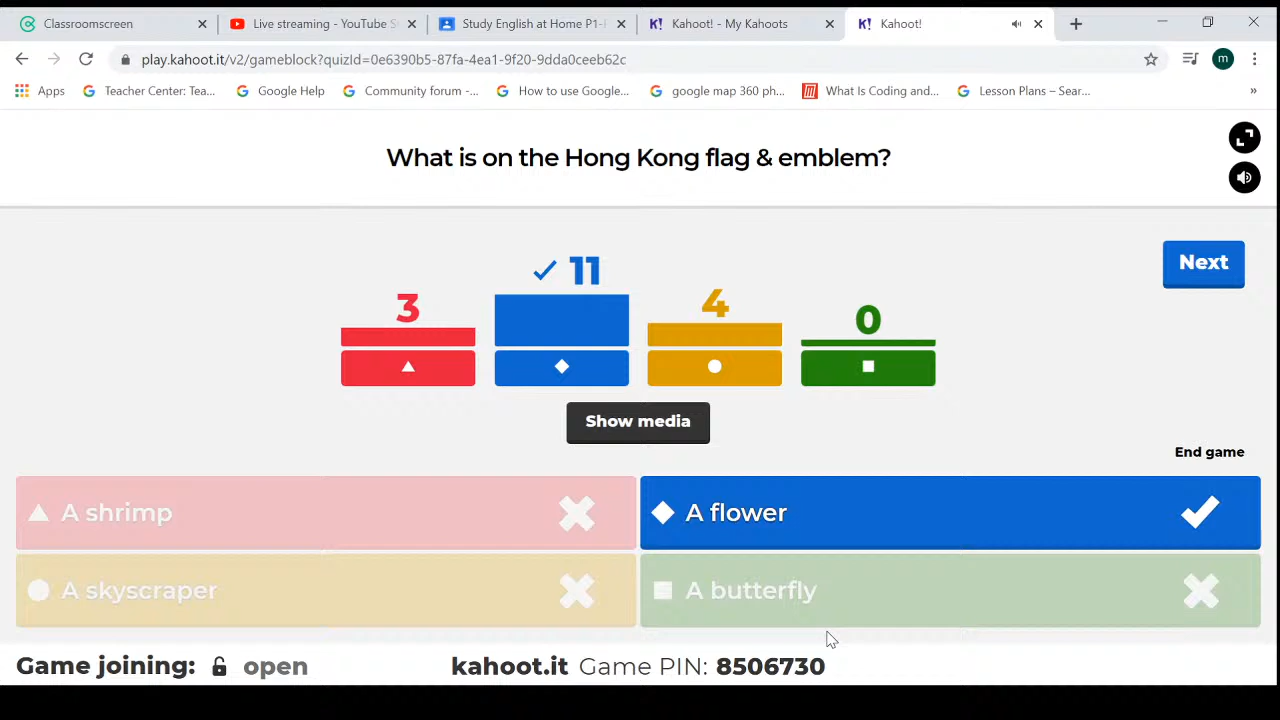 Classroomscreen
Live streaming - YouTube S
Study English at Home P1-
Kahoot! - My Kahoots
Kahoot!
play.kahoot.it/v2/gameblock?quizId=0e6390b5-87fa-4ea1-9f20-9dda0ceeb62c
m
Apps
Teacher Center: Tea...
Google Help
Community forum -...
How to use Google...
google map 360 ph...
What Is Coding and...
Lesson Plans – Sear...
»
What is on the Hong Kong flag & emblem?
Next
3
11
4
0
Show media
End game
A shrimp
A flower
A skyscraper
A butterfly
Game joining: open
kahoot.it Game PIN: 8506730